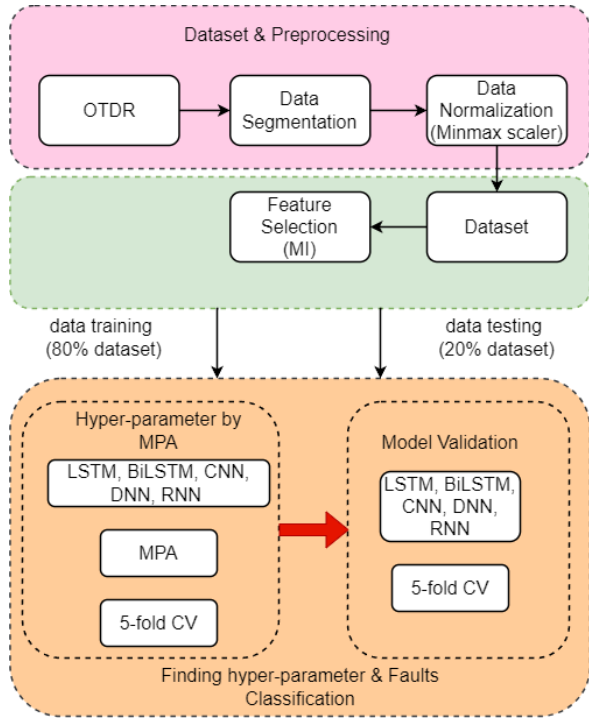 Dataset & Preprocessing
OTDR
Data
Segmentation
Data
Normalization
(Minmax scaler)
Feature
Selection
(MI)
Dataset
data training
(80% dataset)
data testing
(20% dataset)
Hyper-parameter by
MPA
LSTM, BiLSTM, CNN,
DNN, RNN
MPA
5-fold CV
Model Validation
LSTM, BiLSTM,
CNN, DNN,
RNN
5-fold CV
Finding hyper-parameter & Faults
Classification